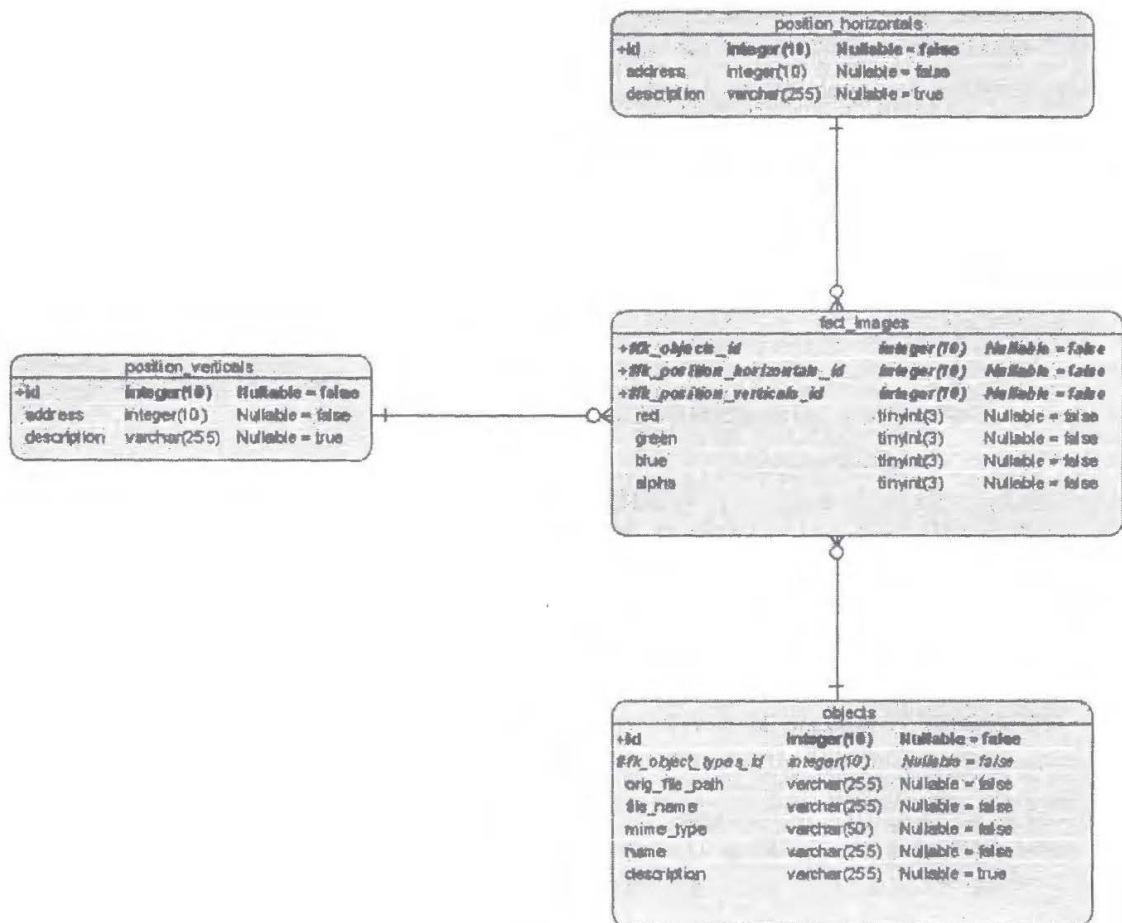 position_horizontals
+id integer(10) Nullable = false
address integer(10) Nullable = false
description varchar(255) Nullable = true
fact_images
+#fk_objects_id integer(10) Nullable = false
+#fk_position_horizontals_id integer(10) Nullable = false
+#fk_position_verticals_id integer(10) Nullable = false
red tinyint(3) Nullable = false
green tinyint(3) Nullable = false
blue tinyint(3) Nullable = false
alpha tinyint(3) Nullable = false
position_verticals
+id integer(10) Nullable = false
address integer(10) Nullable = false
description varchar(255) Nullable = true
objects
+id integer(10) Nullable = false
#fk_object_types_id integer(10) Nullable = false
orig_file_path varchar(255) Nullable = false
file_name varchar(255) Nullable = false
mime_type varchar(50) Nullable = false
name varchar(255) Nullable = false
description varchar(255) Nullable = true